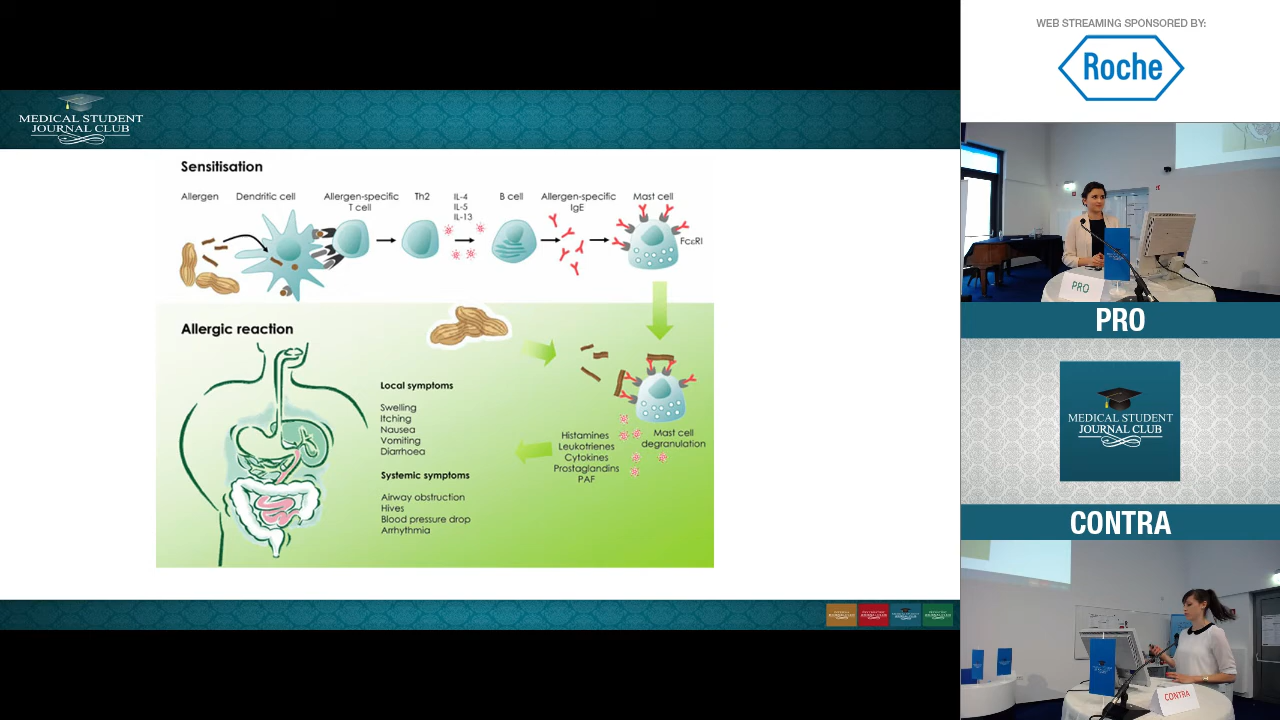 MEDICAL STUDENT
JOURNAL CLUB
Sensitisation
Allergen
Dendritic cell
Allergen-specific
T cell
Th2
IL-4
IL-5
IL-13
B cell
Allergen-specific
IgE
Mast cell
FcεRI
Allergic reaction
Local symptoms
Swelling
Itching
Nausea
Vomiting
Diarrhoea
Systemic symptoms
Airway obstruction
Hives
Blood pressure drop
Arrhythmia
Histamines
Leukotrienes
Cytokines
Prostaglandins
PAF
Mast cell
degranulation
WEB STREAMING SPONSORED BY:
Roche
PRO
PRO
MEDICAL STUDENT
JOURNAL CLUB
CONTRA
CONTRA